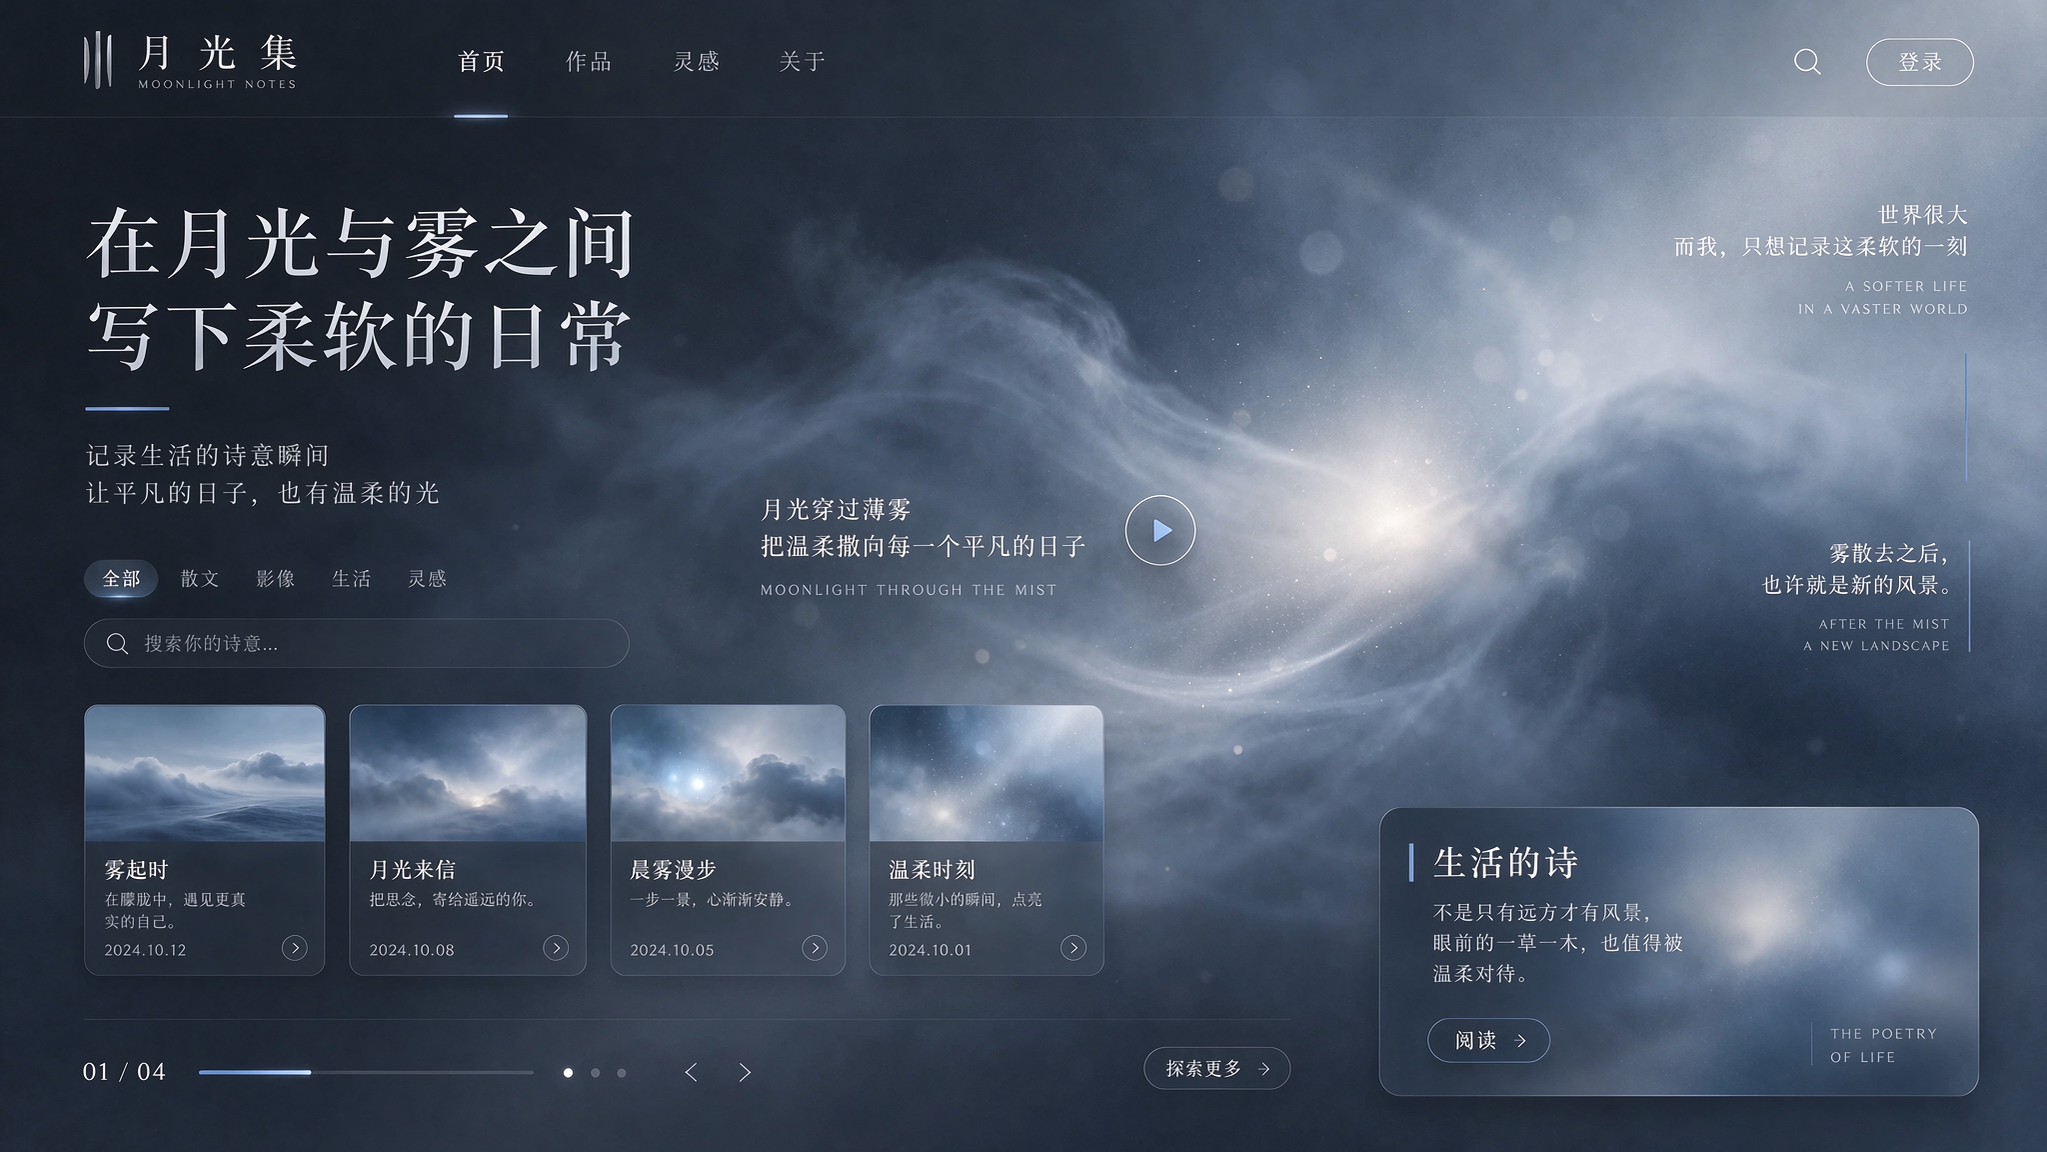 月光集
MOONLIGHT NOTES
首页
作品
灵感
关于
登录
在月光与雾之间
写下柔软的日常
记录生活的诗意瞬间
让平凡的日子，也有温柔的光
全部
散文
影像
生活
灵感
搜索你的诗意...
月光穿过薄雾
把温柔撒向每一个平凡的日子
MOONLIGHT THROUGH THE MIST
世界很大
而我，只想记录这柔软的一刻
A SOFTER LIFE
IN A VASTER WORLD
雾散去之后，
也许就是新的风景。
AFTER THE MIST
A NEW LANDSCAPE
雾起时
在朦胧中，遇见更真
实的自己。
2024.10.12
月光来信
把思念，寄给遥远的你。
2024.10.08
晨雾漫步
一步一景，心渐渐安静。
2024.10.05
温柔时刻
那些微小的瞬间，点亮
了生活。
2024.10.01
01 / 04
探索更多
生活的诗
不是只有远方才有风景，
眼前的一草一木，也值得被
温柔对待。
阅读
THE POETRY
OF LIFE